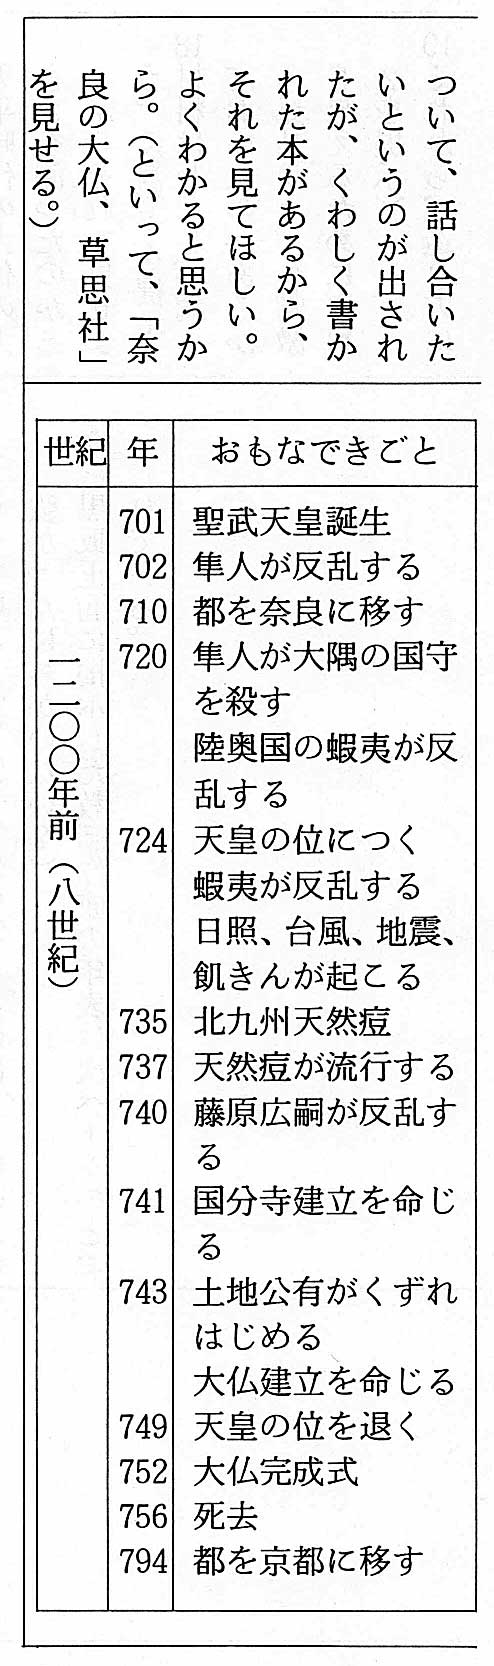 ついて、話し合いた
いというのが出され
たが、くわしく書か
れた本があるから、
それを見てほしい。
よくわかると思うか
ら。（といって、「奈
良の大仏、草思社」
を見せる。）
世紀 年 おもなできごと
一二〇〇年前（八世紀）
701 聖武天皇誕生
702 隼人が反乱する
710 都を奈良に移す
720 隼人が大隅の国守
を殺す
陸奥国の蝦夷が反
乱する
724 天皇の位につく
蝦夷が反乱する
日照、台風、地震、
飢きんが起こる
735 北九州天然痘
737 天然痘が流行する
740 藤原広嗣が反乱す
る
741 国分寺建立を命じ
る
743 土地公有がくずれ
はじめる
大仏建立を命じる
749 天皇の位を退く
752 大仏完成式
756 死去
794 都を京都に移す